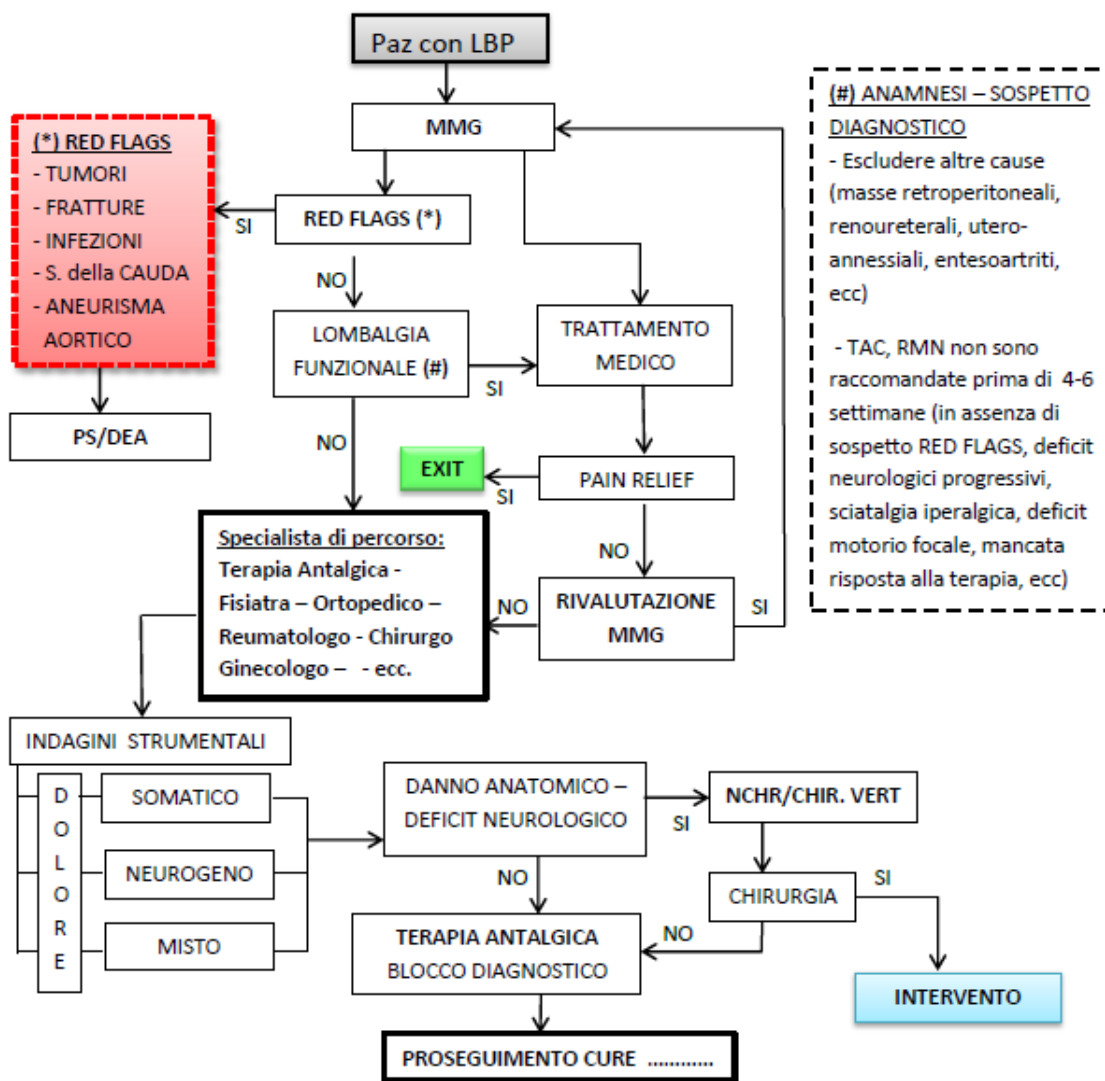 Paz con LBP
MMG
(*) RED FLAGS
- TUMORI
- FRATTURE
- INFEZIONI
- S. della CAUDA
- ANEURISMA
AORTICO
SI
RED FLAGS (*)
NO
PS/DEA
LOMBALGIA
FUNZIONALE (#)
SI
NO
TRATTAMENTO
MEDICO
EXIT
SI
PAIN RELIEF
NO
Specialista di percorso:
Terapia Antalgica -
Fisiatra – Ortopedico –
Reumatologo - Chirurgo
Ginecologo – - ecc.
NO
RIVALUTAZIONE
MMG
SI
(#) ANAMNESI – SOSPETTO
DIAGNOSTICO
- Escludere altre cause
(masse retroperitoneali,
renoureterali, utero-
annessiali, entesoartriti,
ecc)
- TAC, RMN non sono
raccomandate prima di 4-6
settimane (in assenza di
sospetto RED FLAGS, deficit
neurologici progressivi,
sciatalgia iperalgica, deficit
motorio focale, mancata
risposta alla terapia, ecc)
INDAGINI STRUMENTALI
D
O
L
O
R
E
SOMATICO
NEUROGENO
MISTO
DANNO ANATOMICO –
DEFICIT NEUROLOGICO
SI
NO
NCHR/CHIR. VERT
CHIRURGIA
SI
NO
TERAPIA ANTALGICA
BLOCCO DIAGNOSTICO
INTERVENTO
PROSEGUIMENTO CURE ............